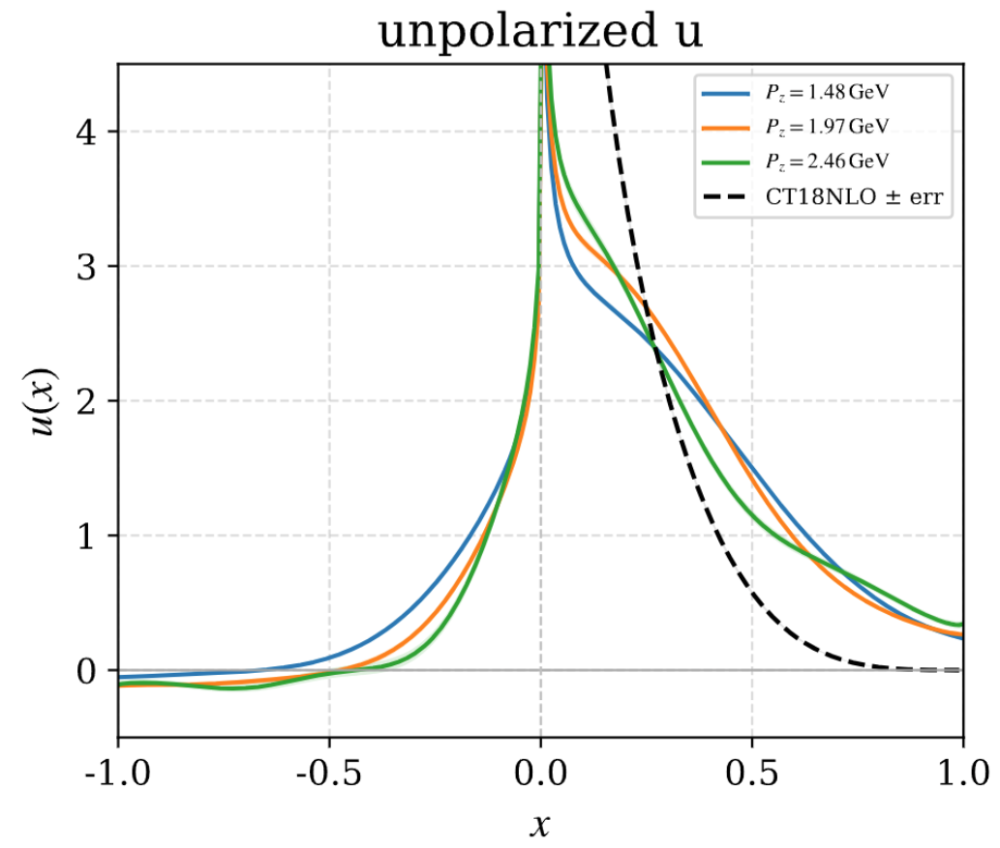 unpolarized u
P_z = 1.48 GeV
P_z = 1.97 GeV
P_z = 2.46 GeV
CT18NLO ± err
u(x)
4
3
2
1
0
-1.0 -0.5 0.0 0.5 1.0
x